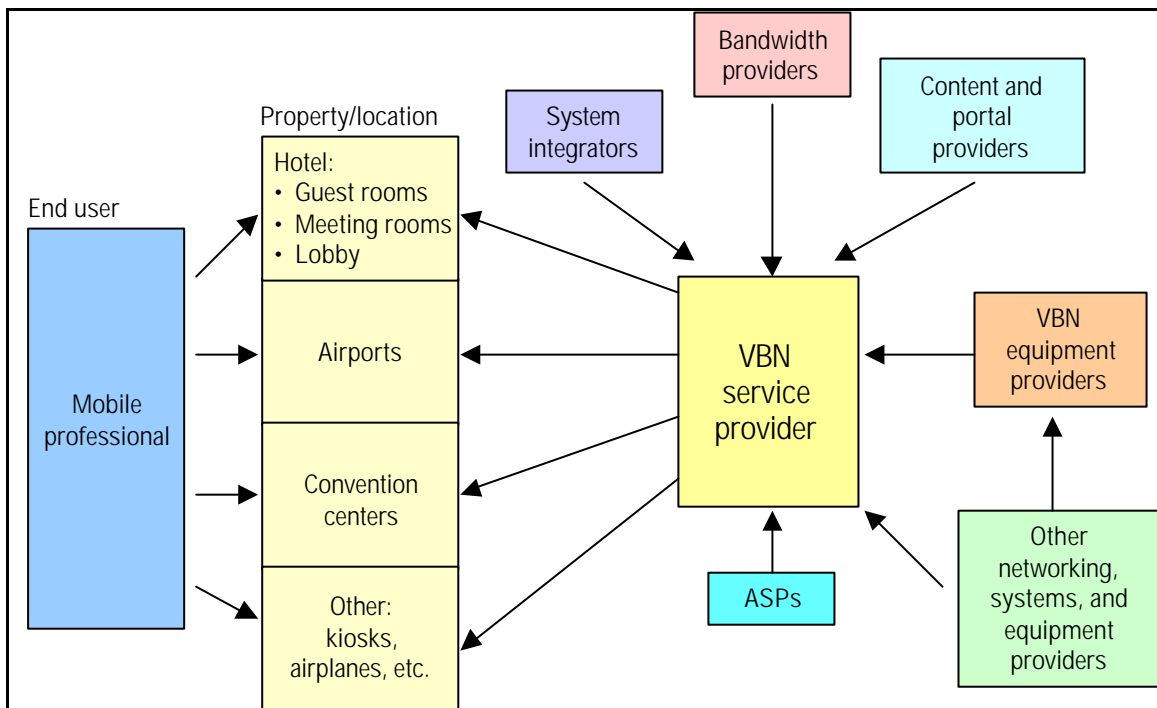 End user
Mobile
professional
Property/location
Hotel:
• Guest rooms
• Meeting rooms
• Lobby
Airports
Convention
centers
Other:
kiosks,
airplanes, etc.
System
integrators
Bandwidth
providers
Content and
portal
providers
VBN
service
provider
VBN
equipment
providers
ASPs
Other
networking,
systems, and
equipment
providers